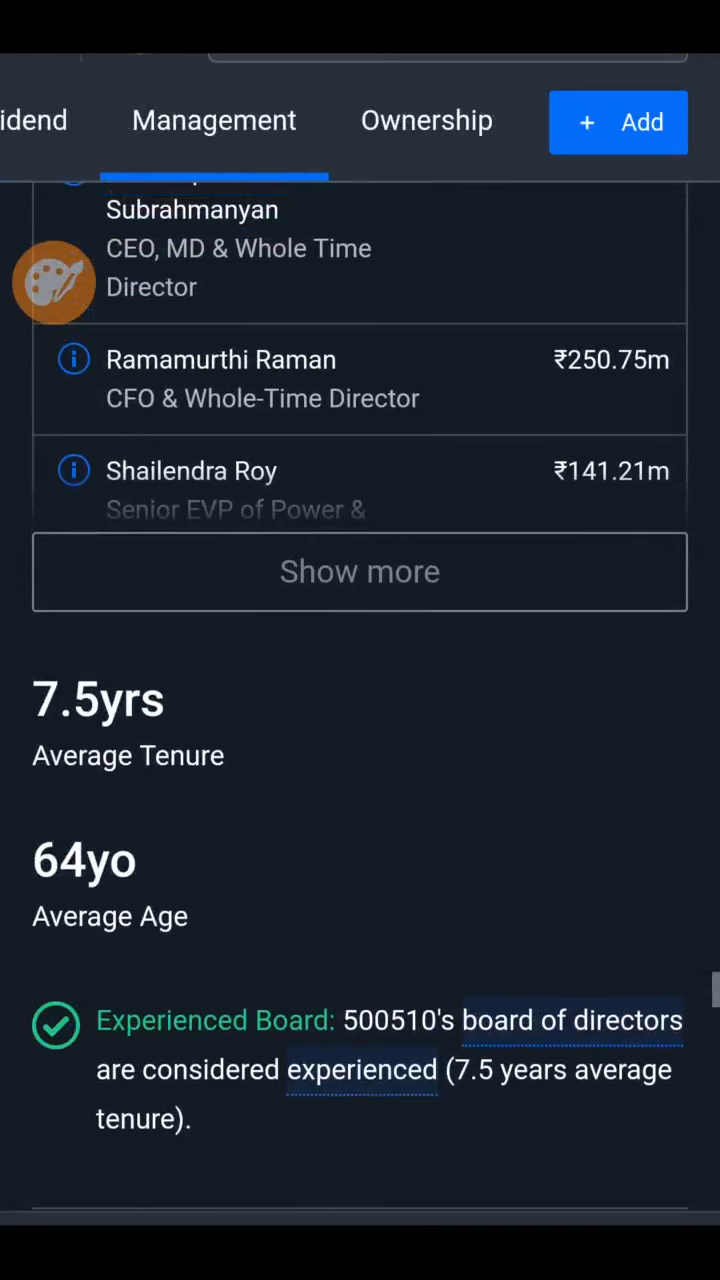 idend
Management
Ownership
+ Add
Subrahmanyan
CEO, MD & Whole Time
Director
Ramamurthi Raman
₹250.75m
CFO & Whole-Time Director
Shailendra Roy
₹141.21m
Senior EVP of Power &
Show more
7.5yrs
Average Tenure
64yo
Average Age
Experienced Board: 500510's board of directors
are considered experienced (7.5 years average
tenure).